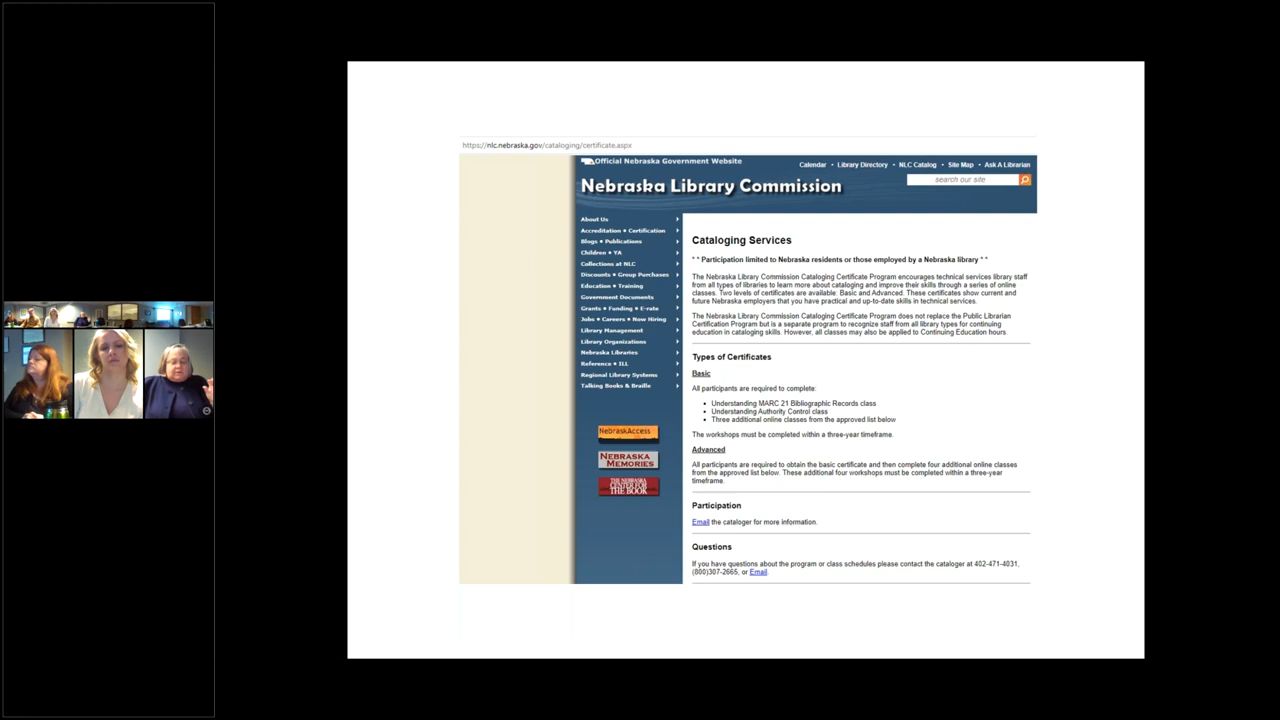 https://nlc.nebraska.gov/cataloging/certificate.aspx
Official Nebraska Government Website
Calendar • Library Directory • NLC Catalog • Site Map • Ask A Librarian
Nebraska Library Commission
search our site
About Us
Accreditation • Certification
Blogs • Publications
Children • YA
Collections at NLC
Discounts • Group Purchases
Education • Training
Government Documents
Grants • Funding • E-rate
Jobs • Careers • Now Hiring
Library Management
Library Organizations
Nebraska Libraries
Reference • ILL
Regional Library Systems
Talking Books & Braille
NebraskAccess
NEBRASKA
MEMORIES
THE NEBRASKA
CENTER FOR
THE BOOK
Cataloging Services
* * Participation limited to Nebraska residents or those employed by a Nebraska library * *
The Nebraska Library Commission Cataloging Certificate Program encourages technical services library staff
from all types of libraries to learn more about cataloging and improve their skills through a series of online
classes. Two levels of certificates are available: Basic and Advanced. These certificates show current and
future Nebraska employers that you have practical and up-to-date skills in technical services.
The Nebraska Library Commission Cataloging Certificate Program does not replace the Public Librarian
Certification Program but is a separate program to recognize staff from all library types for continuing
education in cataloging skills. However, all classes may also be applied to Continuing Education hours.
Types of Certificates
Basic
All participants are required to complete:
• Understanding MARC 21 Bibliographic Records class
• Understanding Authority Control class
• Three additional online classes from the approved list below
The workshops must be completed within a three-year timeframe.
Advanced
All participants are required to obtain the basic certificate and then complete four additional online classes
from the approved list below. These additional four workshops must be completed within a three-year
timeframe.
Participation
Email the cataloger for more information.
Questions
If you have questions about the program or class schedules please contact the cataloger at 402-471-4031,
(800)307-2665, or Email.